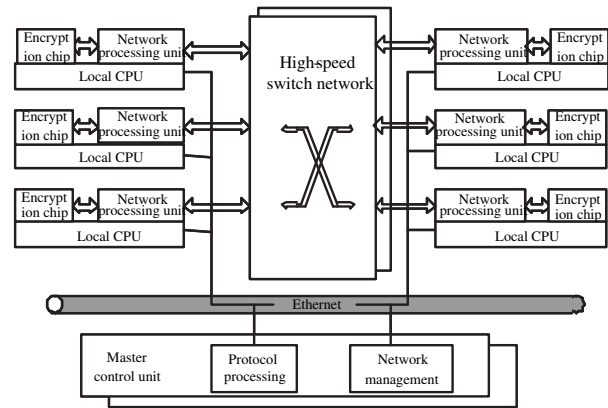 Encrypt
ion chip
Network
processing unit
Local CPU
Encrypt
ion chip
Network
processing unit
Local CPU
Encrypt
ion chip
Network
processing unit
Local CPU
High-speed
switch network
Network
processing unit
Encrypt
ion chip
Local CPU
Network
processing unit
Encrypt
ion chip
Local CPU
Network
processing unit
Encrypt
ion chip
Local CPU
Ethernet
Master
control unit
Protocol
processing
Network
management